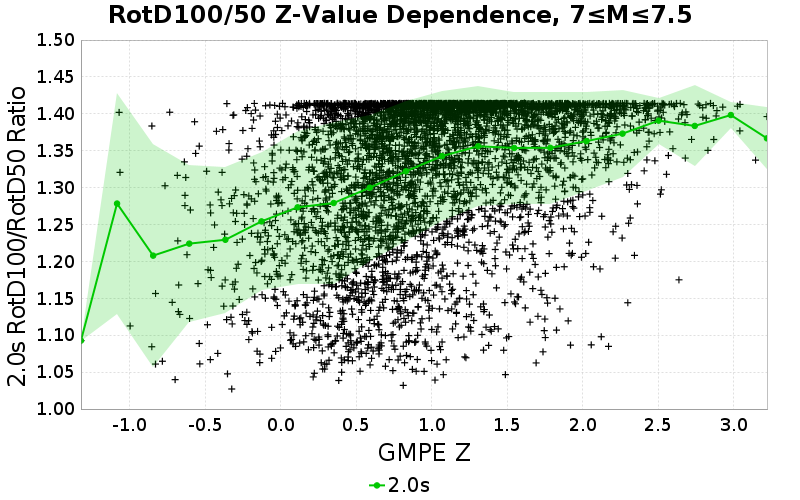 RotD100/50 Z-Value Dependence, 7≤M≤7.5
2.0s RotD100/RotD50 Ratio
1.50
1.45
1.40
1.35
1.30
1.25
1.20
1.15
1.10
1.05
1.00
-1.0 -0.5 0.0 0.5 1.0 1.5 2.0 2.5 3.0
GMPE Z
2.0s